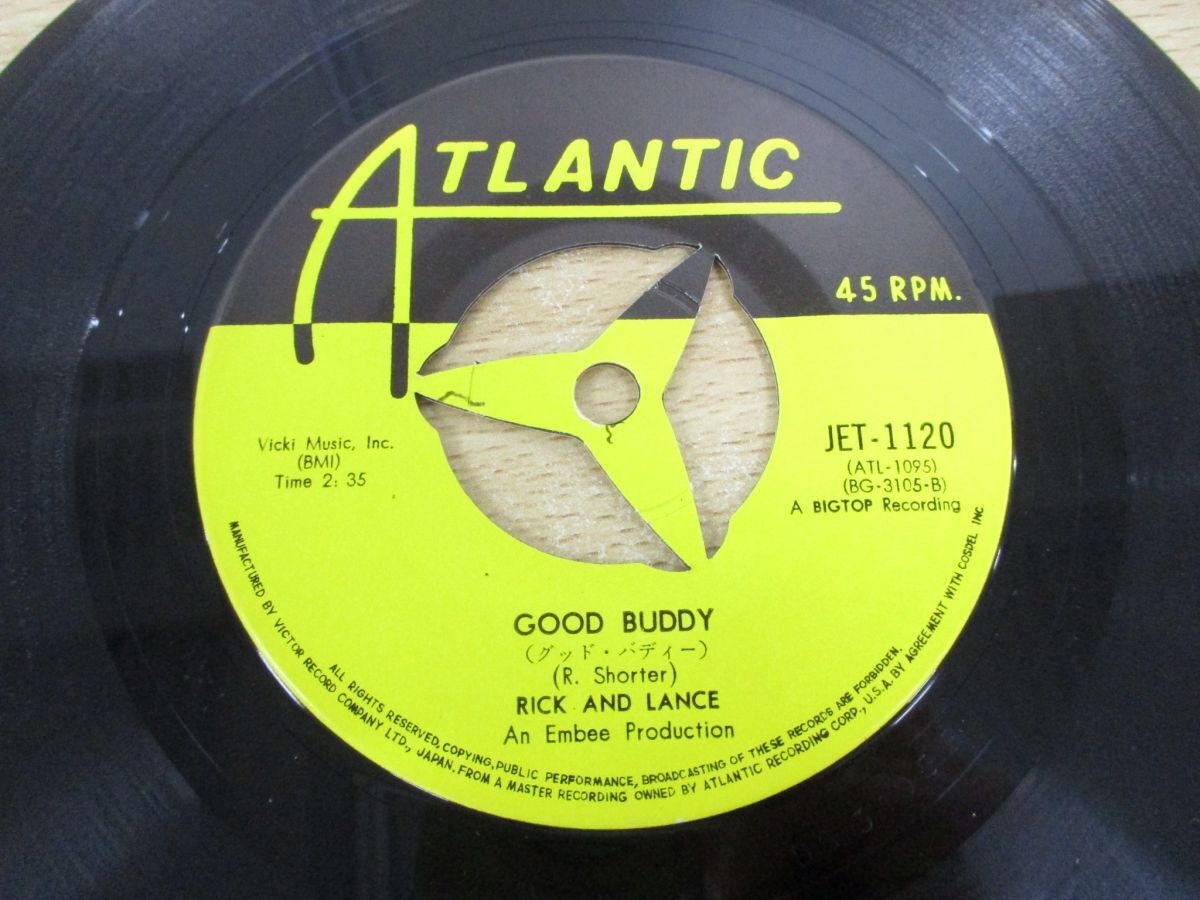 ATLANTIC
45 RPM.
Vicki Music, Inc.
(BMI)
Time 2: 35
JET-1120
(ATL-1095)
(BG-3105-B)
A BIGTOP Recording
GOOD BUDDY
(グッド・バディー)
(R. Shorter)
RICK AND LANCE
An Embee Production
ALL RIGHTS RESERVED, COPYING, PUBLIC PERFORMANCE, BROADCASTING OF THESE RECORDS ARE FORBIDDEN.
MANUFACTURED BY VICTOR RECORD COMPANY LTD., JAPAN. FROM A MASTER RECORDING OWNED BY ATLANTIC RECORDING CORP., U.S.A. BY AGREEMENT WITH COSDEL INC.